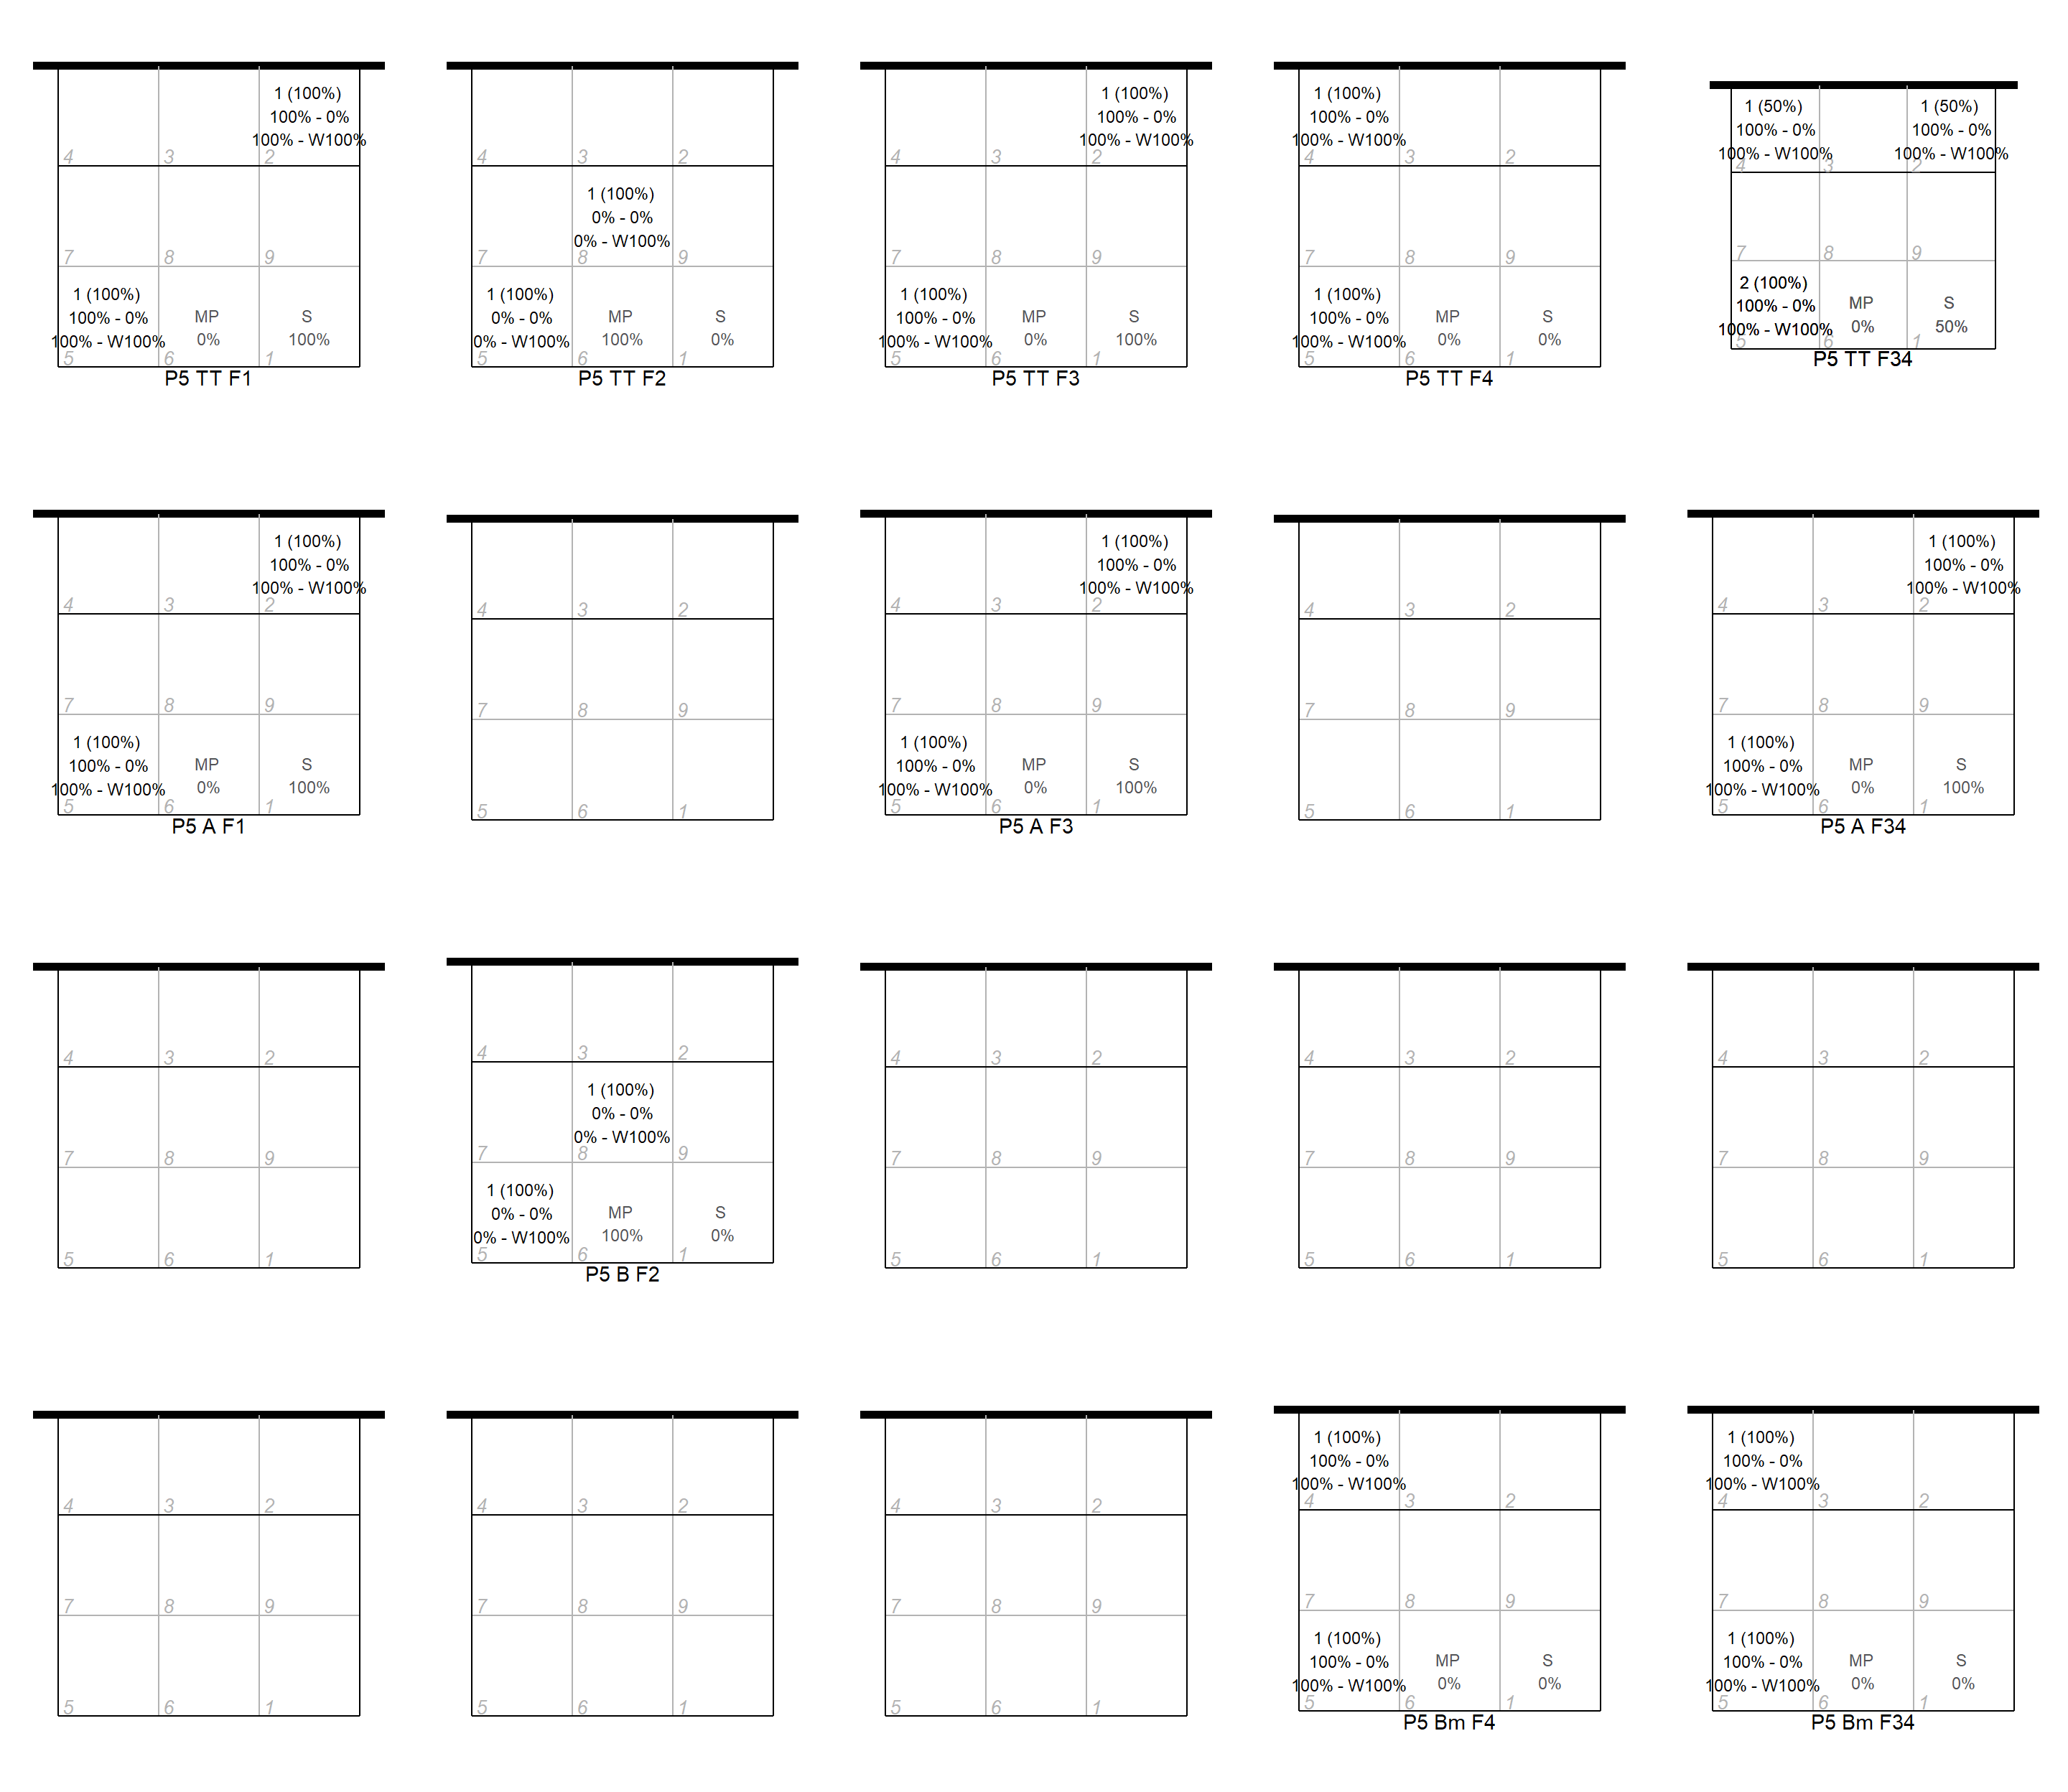 1 (100%)
100% - 0%
100% - W100%
4 3 2
7 8 9
1 (100%)
100% - 0%
100% - W100%
MP
0%
S
100%
5 6 1
P5 TT F1
4 3 2
1 (100%)
0% - 0%
0% - W100%
7 8 9
1 (100%)
0% - 0%
0% - W100%
MP
100%
S
0%
5 6 1
P5 TT F2
1 (100%)
100% - 0%
100% - W100%
4 3 2
7 8 9
1 (100%)
100% - 0%
100% - W100%
MP
0%
S
100%
5 6 1
P5 TT F3
1 (100%)
100% - 0%
100% - W100%
4 3 2
7 8 9
1 (100%)
100% - 0%
100% - W100%
MP
0%
S
0%
5 6 1
P5 TT F4
1 (50%)
100% - 0%
100% - W100%
1 (50%)
100% - 0%
100% - W100%
4 3 2
7 8 9
2 (100%)
100% - 0%
100% - W100%
MP
0%
S
50%
5 6 1
P5 TT F34
1 (100%)
100% - 0%
100% - W100%
4 3 2
7 8 9
1 (100%)
100% - 0%
100% - W100%
MP
0%
S
100%
5 6 1
P5 A F1
4 3 2
7 8 9
5 6 1
1 (100%)
100% - 0%
100% - W100%
4 3 2
7 8 9
1 (100%)
100% - 0%
100% - W100%
MP
0%
S
100%
5 6 1
P5 A F3
4 3 2
7 8 9
5 6 1
1 (100%)
100% - 0%
100% - W100%
4 3 2
7 8 9
1 (100%)
100% - 0%
100% - W100%
MP
0%
S
100%
5 6 1
P5 A F34
4 3 2
7 8 9
5 6 1
4 3 2
1 (100%)
0% - 0%
0% - W100%
7 8 9
1 (100%)
0% - 0%
0% - W100%
MP
100%
S
0%
5 6 1
P5 B F2
4 3 2
7 8 9
5 6 1
4 3 2
7 8 9
5 6 1
4 3 2
7 8 9
5 6 1
4 3 2
7 8 9
5 6 1
4 3 2
7 8 9
5 6 1
4 3 2
7 8 9
5 6 1
1 (100%)
100% - 0%
100% - W100%
4 3 2
7 8 9
1 (100%)
100% - 0%
100% - W100%
MP
0%
S
0%
5 6 1
P5 Bm F4
1 (100%)
100% - 0%
100% - W100%
4 3 2
7 8 9
1 (100%)
100% - 0%
100% - W100%
MP
0%
S
0%
5 6 1
P5 Bm F34